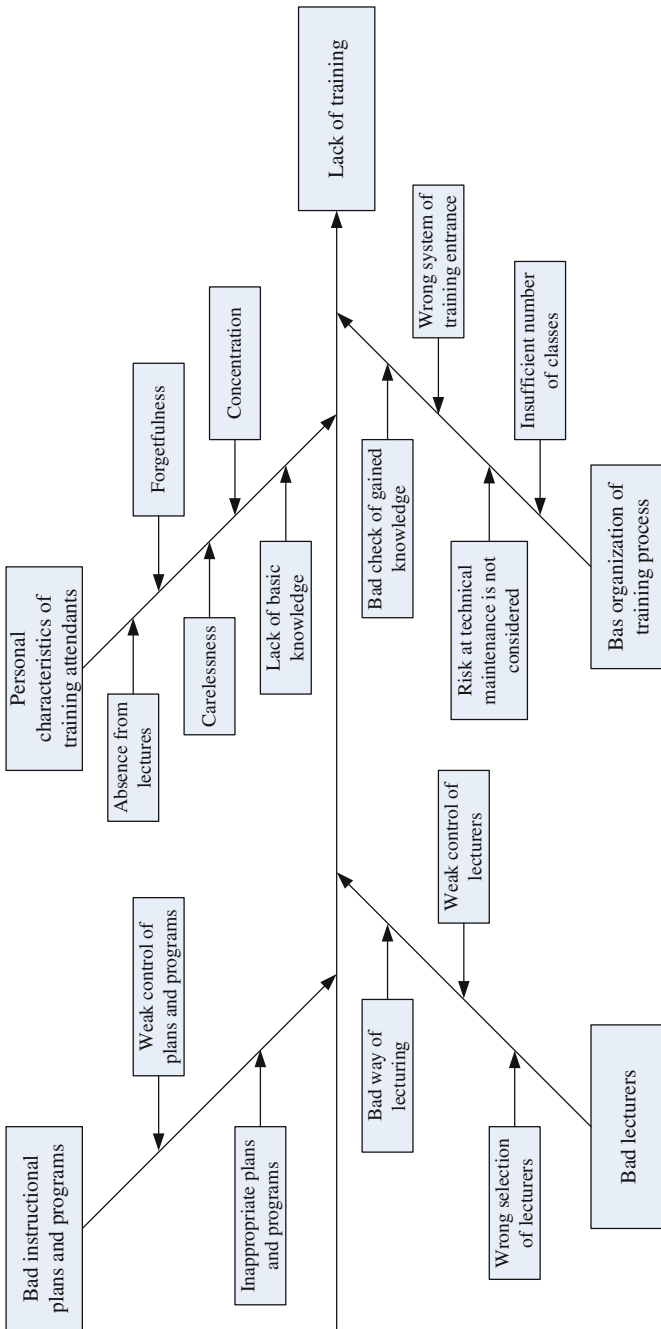 Bad instructional
plans and programs
Weak control of
plans and programs
Inappropriate plans
and programs
Personal
characteristics of
training attendants
Absence from
lectures
Forgetfulness
Carelessness
Concentration
Lack of basic
knowledge
Lack of training
Bad lecturers
Wrong selection
of lecturers
Weak control of
lecturers
Bad way of
lecturing
Bas organization of
training process
Insufficient number
of classes
Risk at technical
maintenance is not
considered
Wrong system of
training entrance
Bad check of gained
knowledge